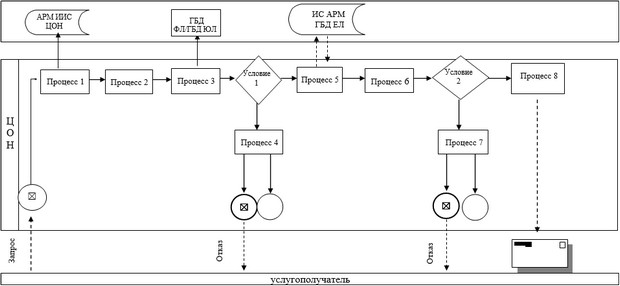 АРМ ИИС
ЦОН
ГБД
ФЛ/ГБД ЮЛ
ИС АРМ
ГБД ЕЛ
ЦОН
Процесс 1
Процесс 2
Процесс 3
Условие
1
Процесс 5
Процесс 6
Условие
2
Процесс 8
Процесс 4
Процесс 7
Запрос
Отказ
Отказ
услугополучатель